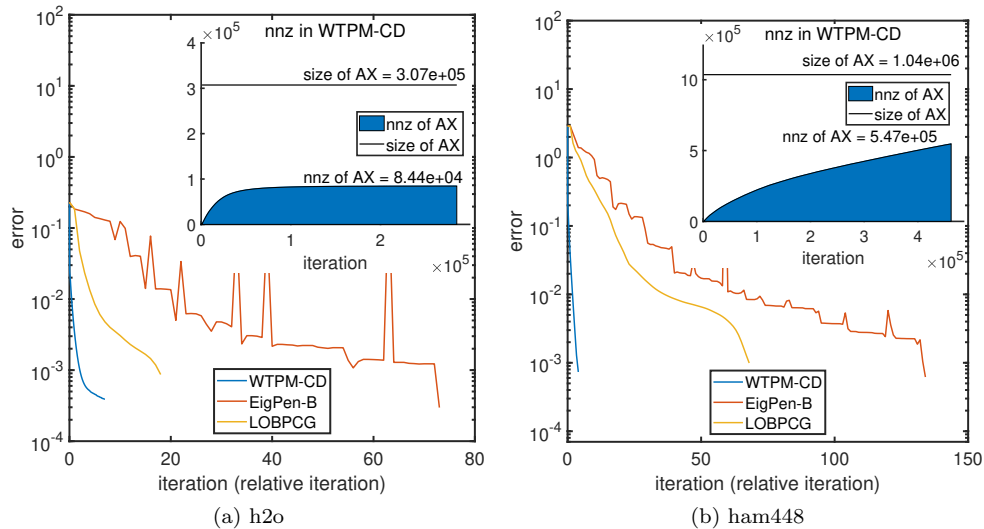 nnz in WTPM-CD
×10^5
4
3
2
1
0
size of AX = 3.07e+05
nnz of AX
size of AX
nnz of AX = 8.44e+04
0 1 2
iteration ×10^5
10^2
10^1
10^0
10^-1
10^-2
10^-3
10^-4
error
WTPM-CD
EigPen-B
LOBPCG
0 20 40 60 80
iteration (relative iteration)
(a) h2o
nnz in WTPM-CD
×10^5
10
5
0
size of AX = 1.04e+06
nnz of AX
size of AX
nnz of AX = 5.47e+05
0 1 2 3 4
iteration ×10^5
10^2
10^1
10^0
10^-1
10^-2
10^-3
10^-4
error
WTPM-CD
EigPen-B
LOBPCG
0 50 100 150
iteration (relative iteration)
(b) ham448